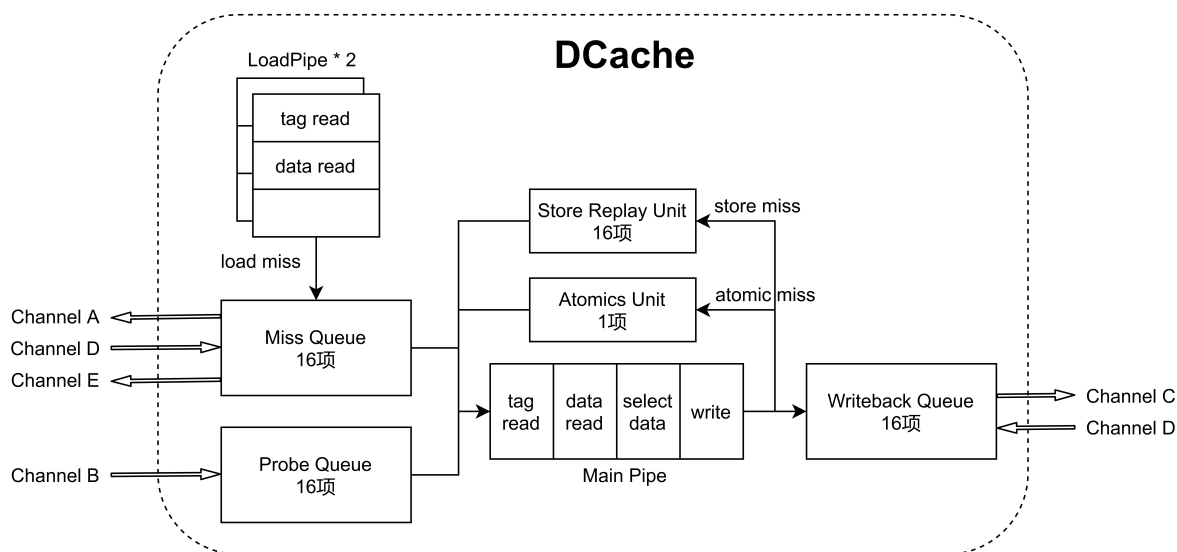 DCache
LoadPipe * 2
tag read
data read
load miss
Store Replay Unit
16项
store miss
Atomics Unit
1项
atomic miss
Channel A
Channel D
Channel E
Miss Queue
16项
tag
read
data
read
select
data
write
Main Pipe
Writeback Queue
16项
Channel C
Channel D
Channel B
Probe Queue
16项